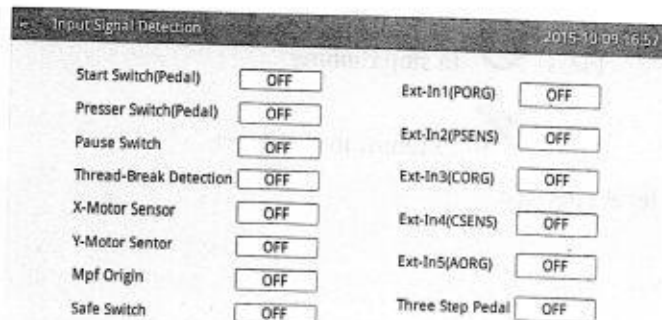 Input Signal Detection
2015-10-09 16:57
Start Switch(Pedal) OFF
Presser Switch(Pedal) OFF
Pause Switch OFF
Thread-Break Detection OFF
X-Motor Sensor OFF
Y-Motor Sentor OFF
Mpf Origin OFF
Safe Switch OFF
Ext-In1(PORG) OFF
Ext-In2(PSENS) OFF
Ext-In3(CORG) OFF
Ext-In4(CSENS) OFF
Ext-In5(AORG) OFF
Three Step Pedal OFF